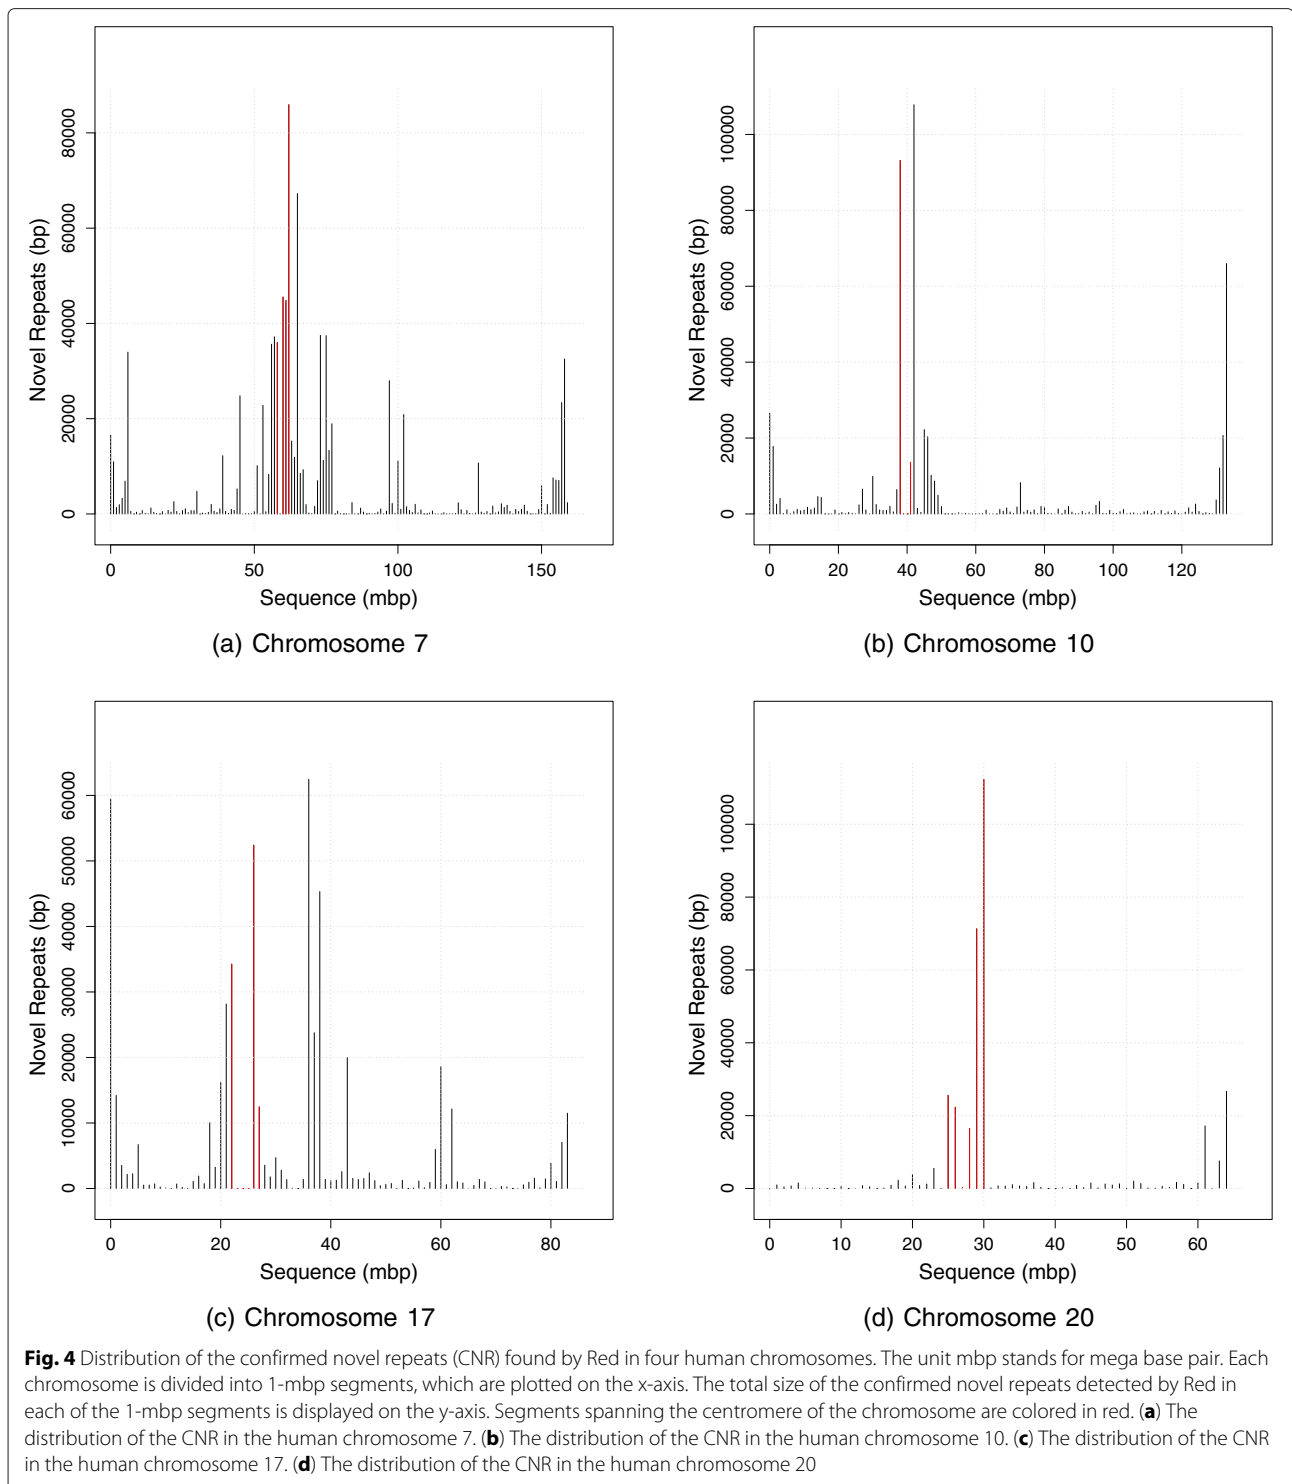 80000
60000
40000
20000
0
Novel Repeats (bp)
0 50 100 150
Sequence (mbp)
(a) Chromosome 7
100000
80000
60000
40000
20000
0
Novel Repeats (bp)
0 20 40 60 80 100 120
Sequence (mbp)
(b) Chromosome 10
60000
50000
40000
30000
20000
10000
0
Novel Repeats (bp)
0 20 40 60 80
Sequence (mbp)
(c) Chromosome 17
100000
80000
60000
40000
20000
0
Novel Repeats (bp)
0 10 20 30 40 50 60
Sequence (mbp)
(d) Chromosome 20
Fig. 4 Distribution of the confirmed novel repeats (CNR) found by Red in four human chromosomes. The unit mbp stands for mega base pair. Each
chromosome is divided into 1-mbp segments, which are plotted on the x-axis. The total size of the confirmed novel repeats detected by Red in
each of the 1-mbp segments is displayed on the y-axis. Segments spanning the centromere of the chromosome are colored in red. (a) The
distribution of the CNR in the human chromosome 7. (b) The distribution of the CNR in the human chromosome 10. (c) The distribution of the CNR
in the human chromosome 17. (d) The distribution of the CNR in the human chromosome 20